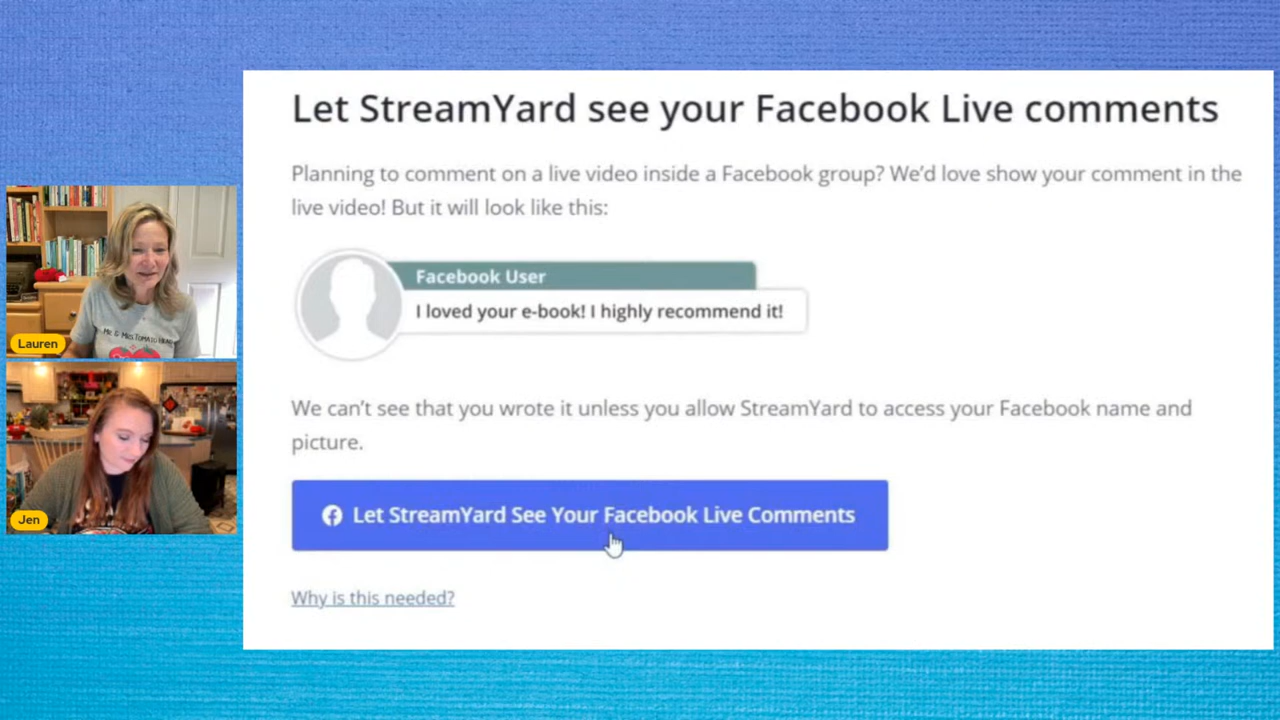 Let StreamYard see your Facebook Live comments
Planning to comment on a live video inside a Facebook group? We'd love show your comment in the
live video! But it will look like this:
Facebook User
I loved your e-book! I highly recommend it!
We can't see that you wrote it unless you allow StreamYard to access your Facebook name and
picture.
Let StreamYard See Your Facebook Live Comments
Why is this needed?
Lauren
Jen